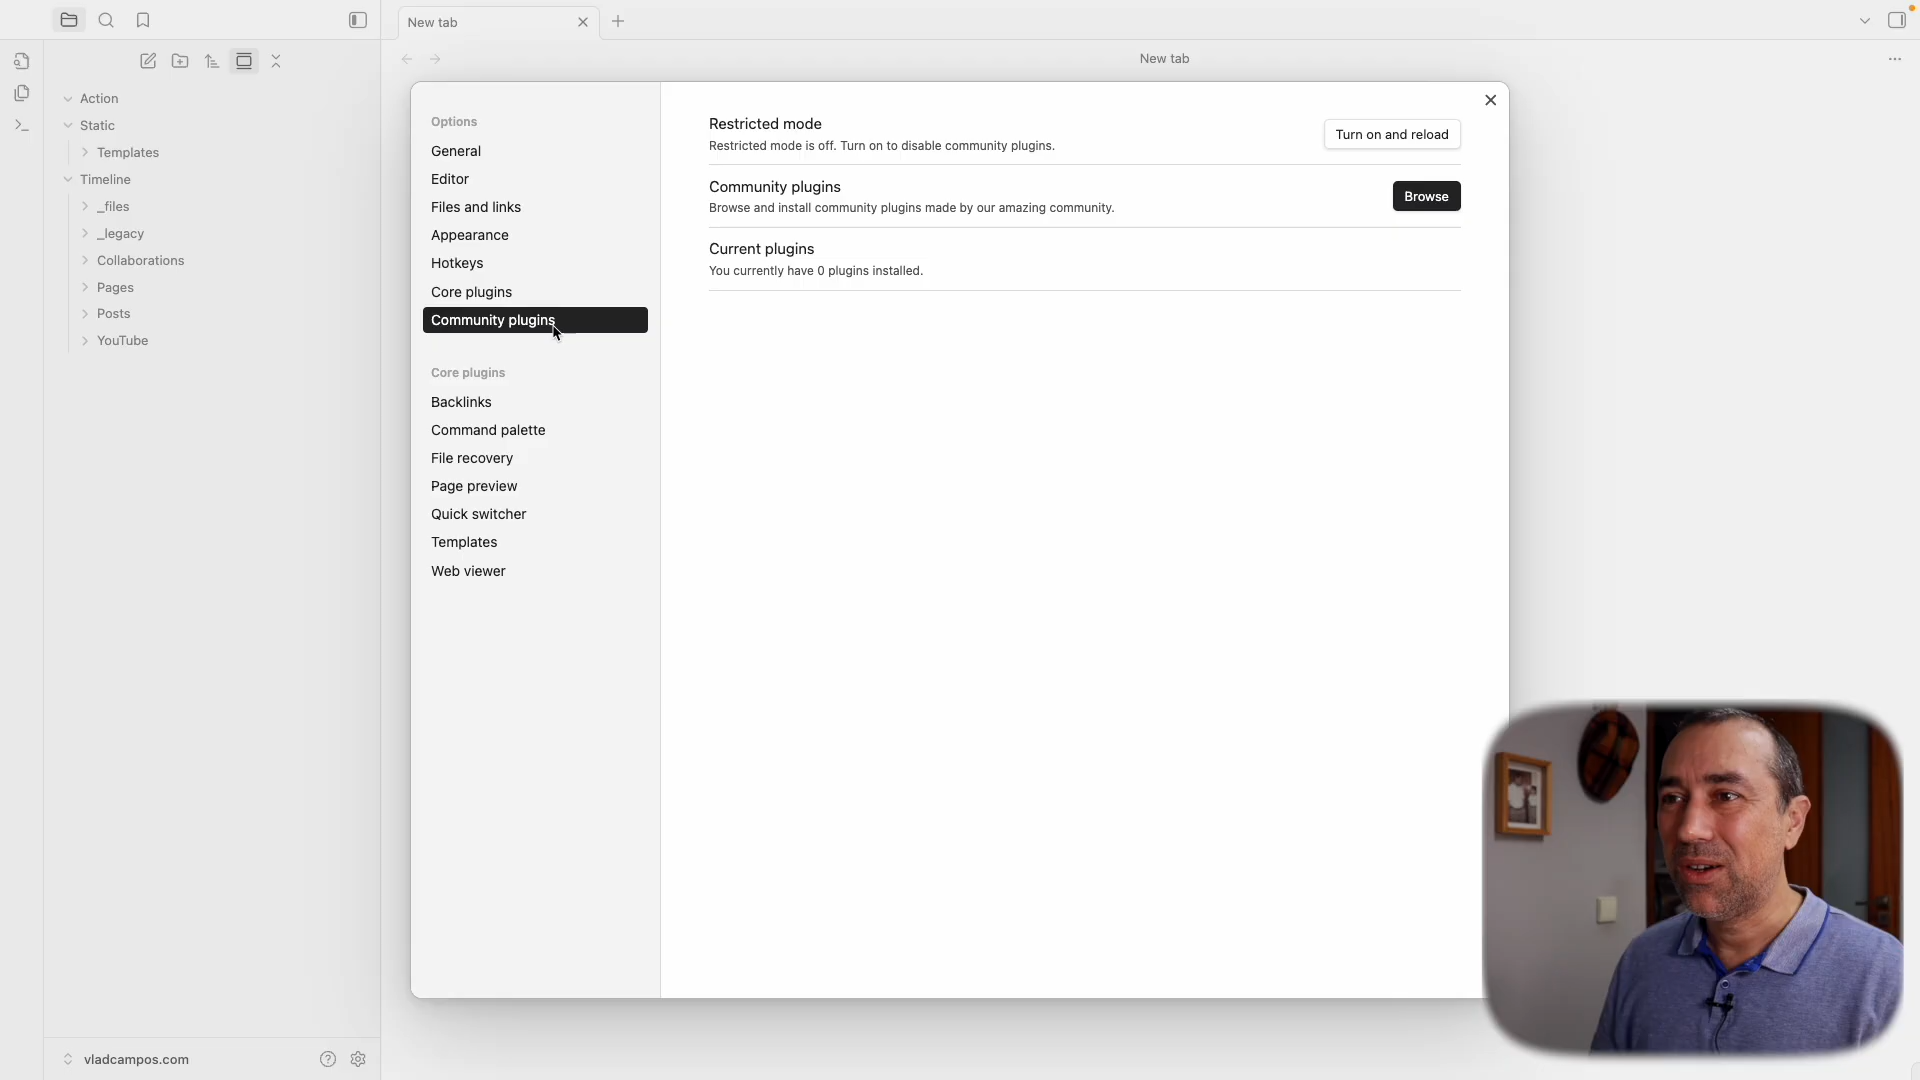 New tab
New tab
Action
Static
Templates
Timeline
_files
_legacy
Collaborations
Pages
Posts
YouTube
vladcampos.com
Options
General
Editor
Files and links
Appearance
Hotkeys
Core plugins
Community plugins
Core plugins
Backlinks
Command palette
File recovery
Page preview
Quick switcher
Templates
Web viewer
Restricted mode
Restricted mode is off. Turn on to disable community plugins.
Turn on and reload
Community plugins
Browse and install community plugins made by our amazing community.
Browse
Current plugins
You currently have 0 plugins installed.